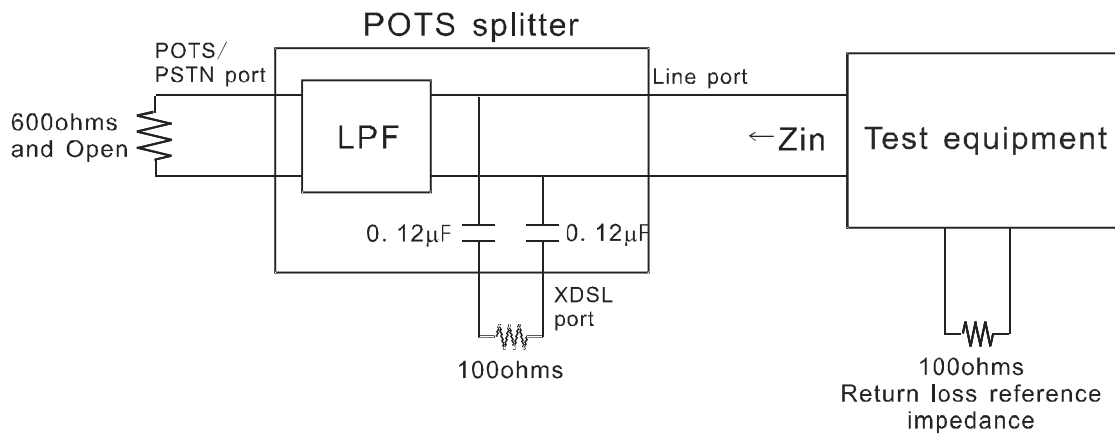 POTS splitter
POTS/
PSTN port
Line port
600ohms
and Open
LPF
←Zin
Test equipment
0. 12μF
0. 12μF
XDSL
port
100ohms
100ohms
Return loss reference
impedance